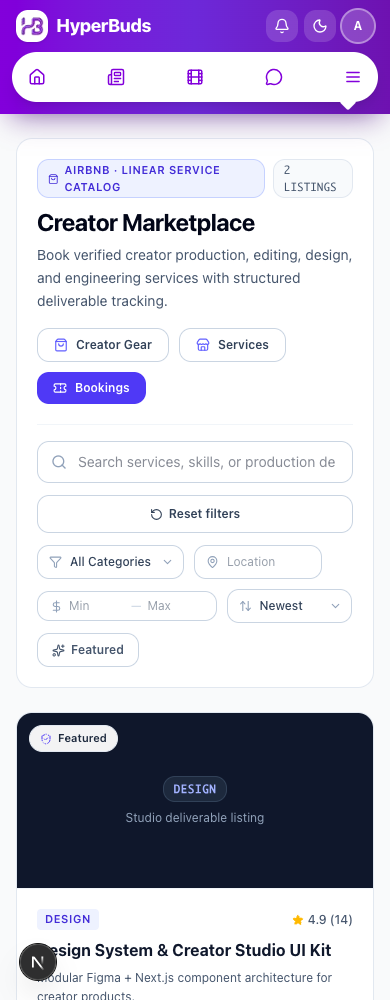 HyperBuds
A
AIRBNB · LINEAR SERVICE
CATALOG
2
LISTINGS
Creator Marketplace
Book verified creator production, editing, design,
and engineering services with structured
deliverable tracking.
Creator Gear
Services
Bookings
Search services, skills, or production de
Reset filters
All Categories
Location
$ Min — Max
Newest
Featured
Featured
DESIGN
Studio deliverable listing
DESIGN
4.9 (14)
Design System & Creator Studio UI Kit
N
Modular Figma + Next.js component architecture for
creator products.